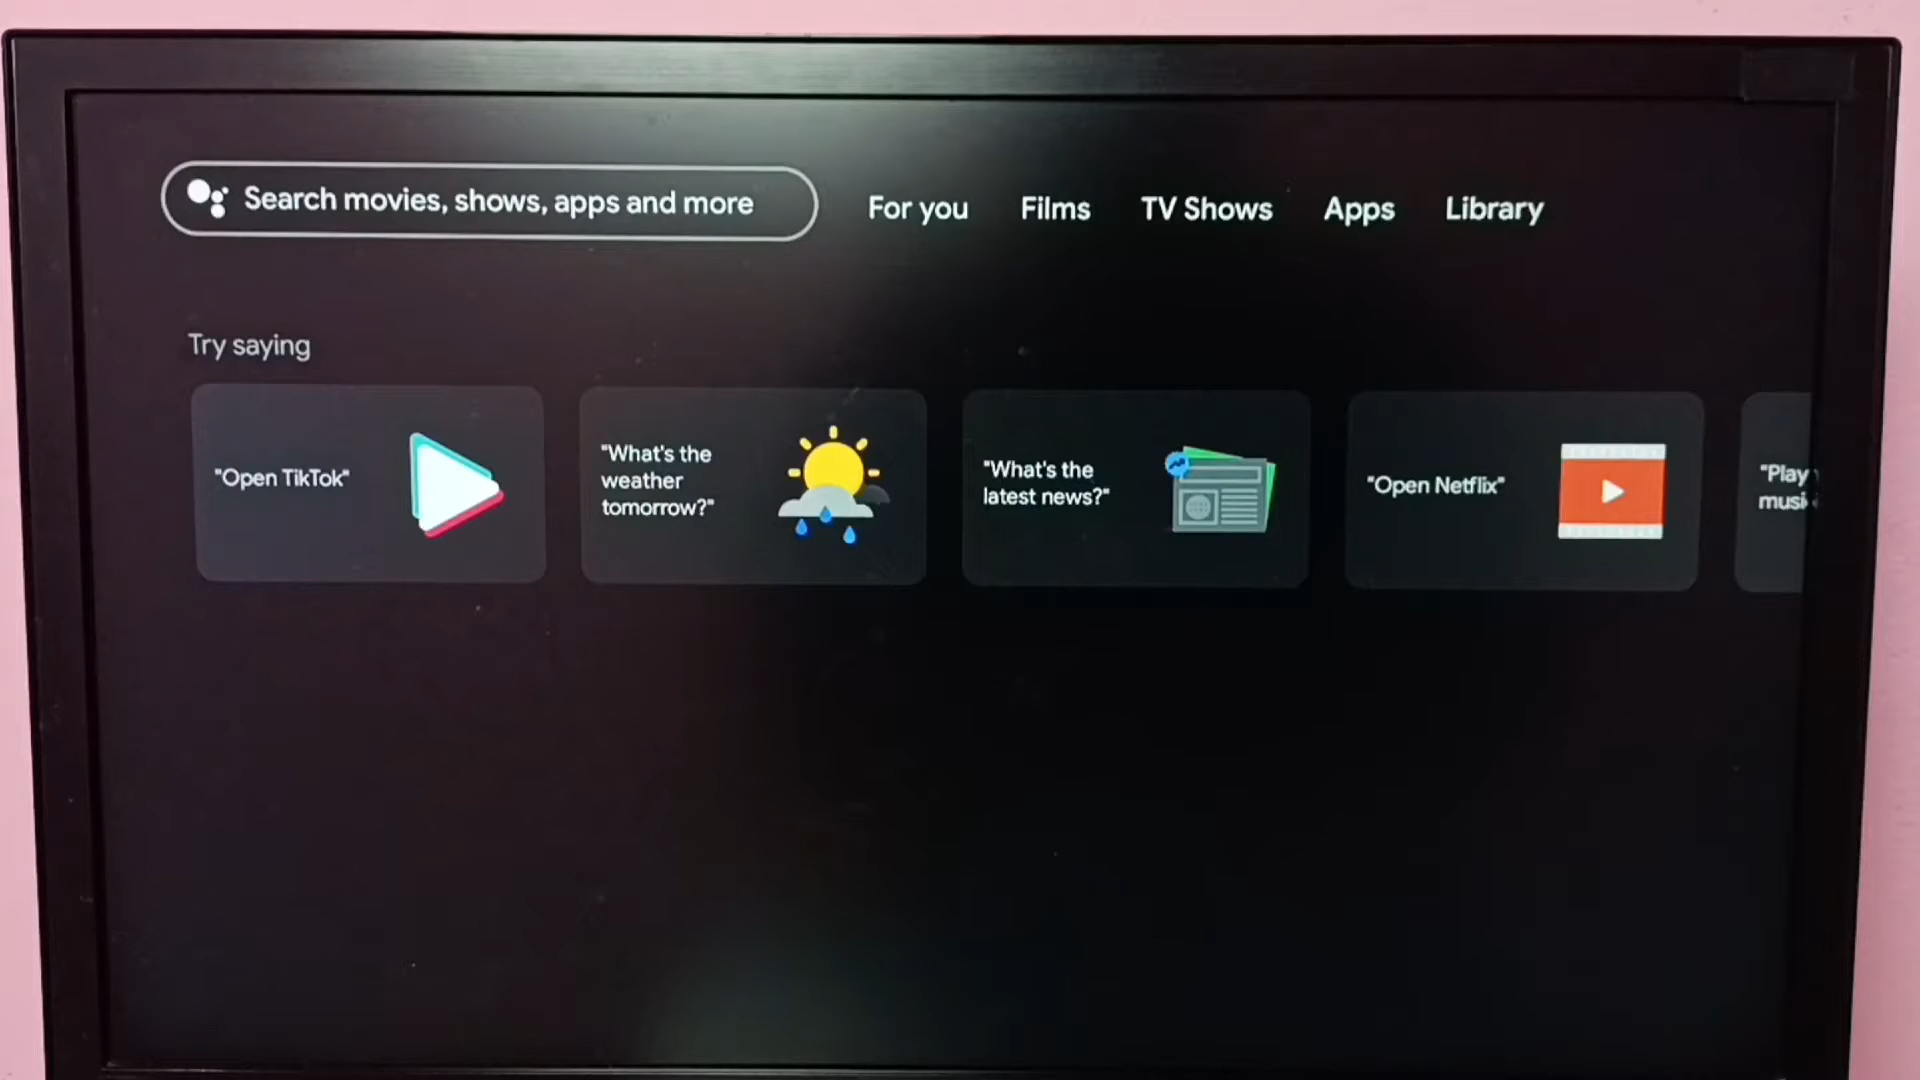 Search movies, shows, apps and more
For you
Films
TV Shows
Apps
Library
Try saying
"Open TikTok"
"What's the
weather
tomorrow?"
"What's the
latest news?"
"Open Netflix"
"Play